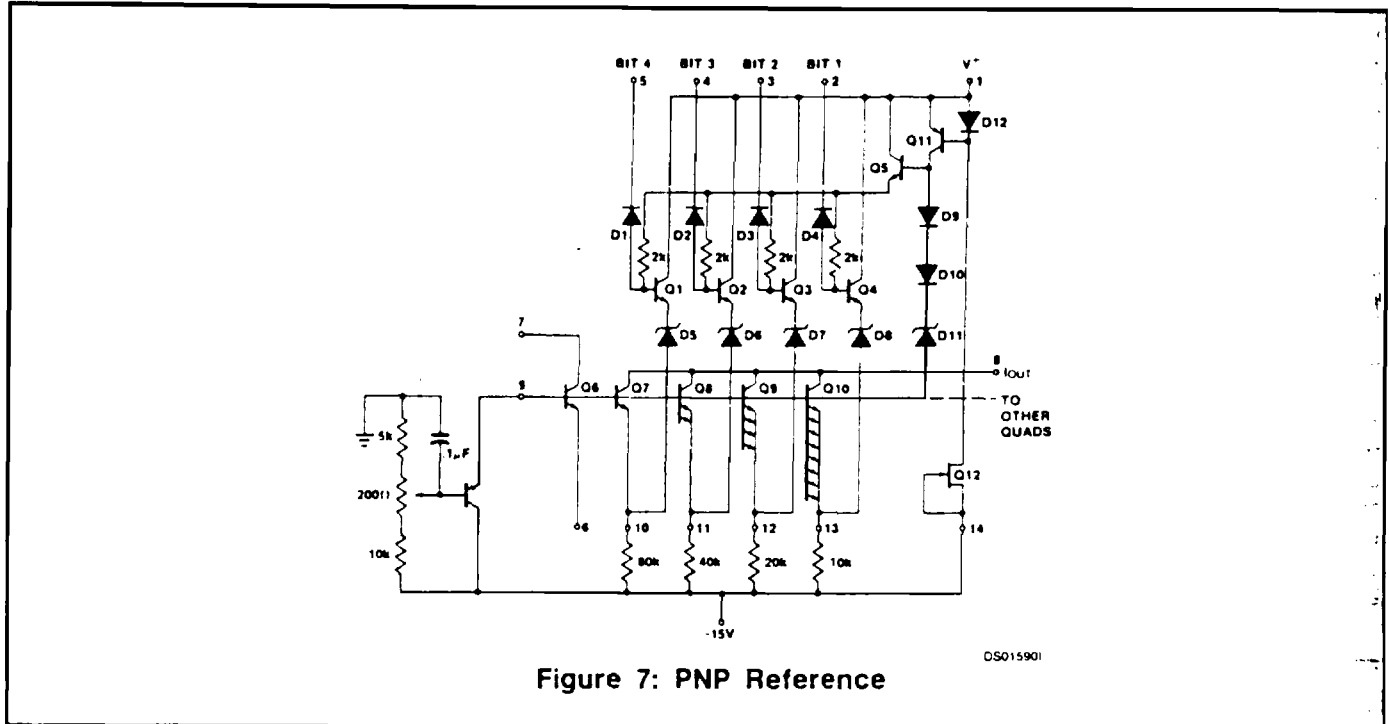 BIT 4 BIT 3 BIT 2 BIT 1 V+
5 4 3 2 1
D12
Q11
Q5
D1 D2 D3 D4 D9
2k 2k 2k 2k
D10
Q1 Q2 Q3 Q4
7 D5 D6 D7 D8 D11
8
IOUT
9 Q6 Q7 Q8 Q9 Q10
TO
OTHER
QUADS
5k
.1µF
200Ω
Q12
6 10 11 12 13 14
10k 80k 40k 20k 10k
-15V
DS01590I
Figure 7: PNP Reference